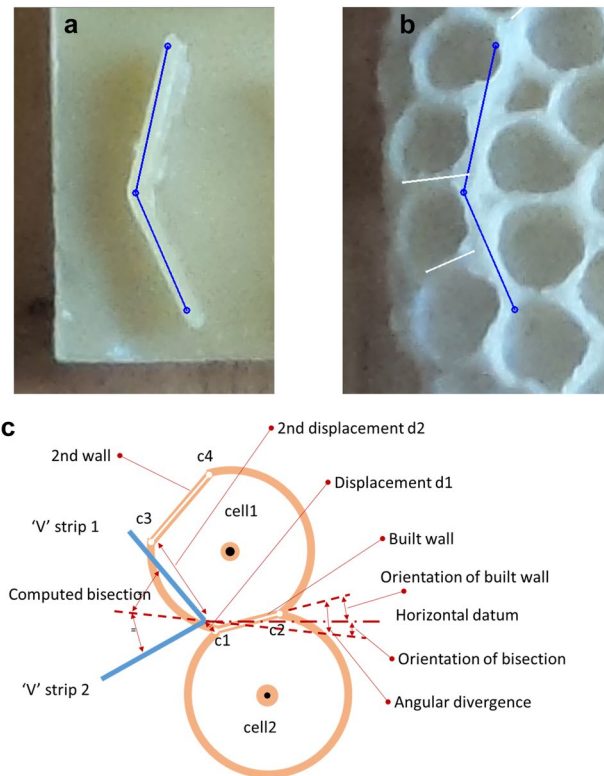 a
b
c
2nd displacement d2
c4
2nd wall
Displacement d1
c3
cell1
'V' strip 1
Built wall
Orientation of built wall
Computed bisection
Horizontal datum
=
=
c1
c2
Orientation of bisection
'V' strip 2
Angular divergence
cell2